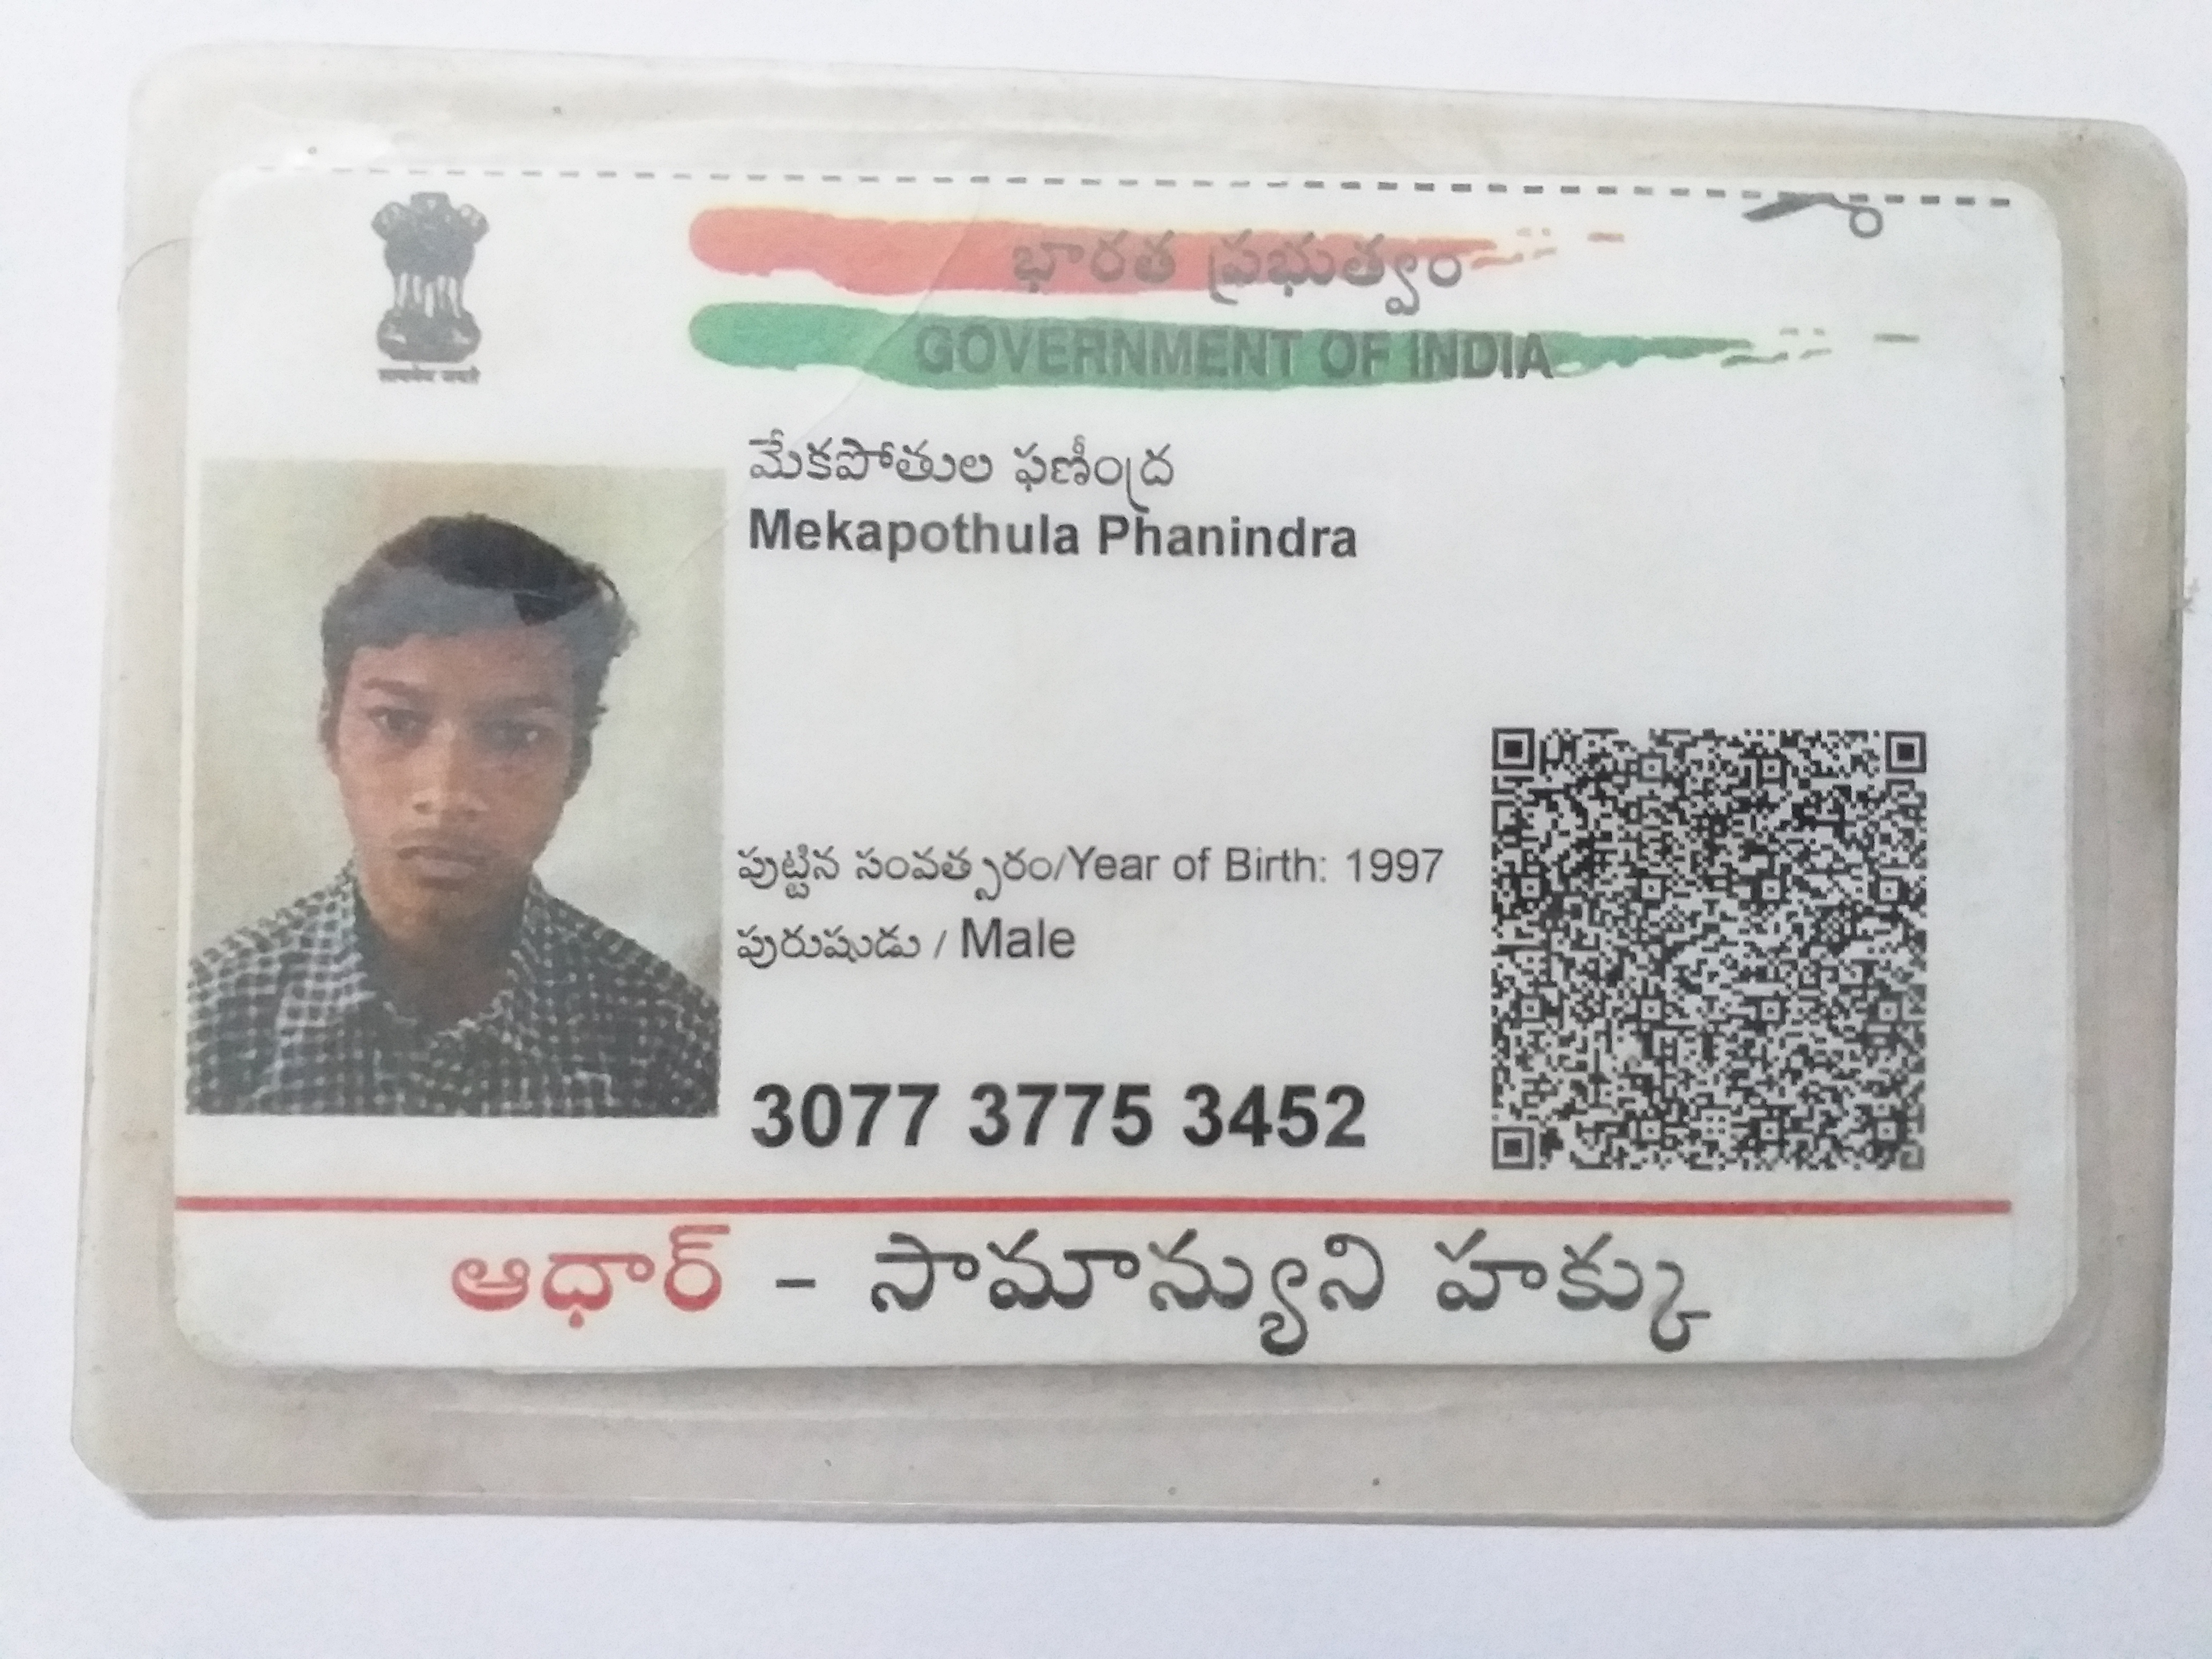 భారత ప్రభుత్వం
GOVERNMENT OF INDIA
మేకపోతుల ఫణీంద్ర
Mekapothula Phanindra
పుట్టిన సంవత్సరం/Year of Birth: 1997
పురుషుడు / Male
3077 3775 3452
ఆధార్ - సామాన్యుని హక్కు